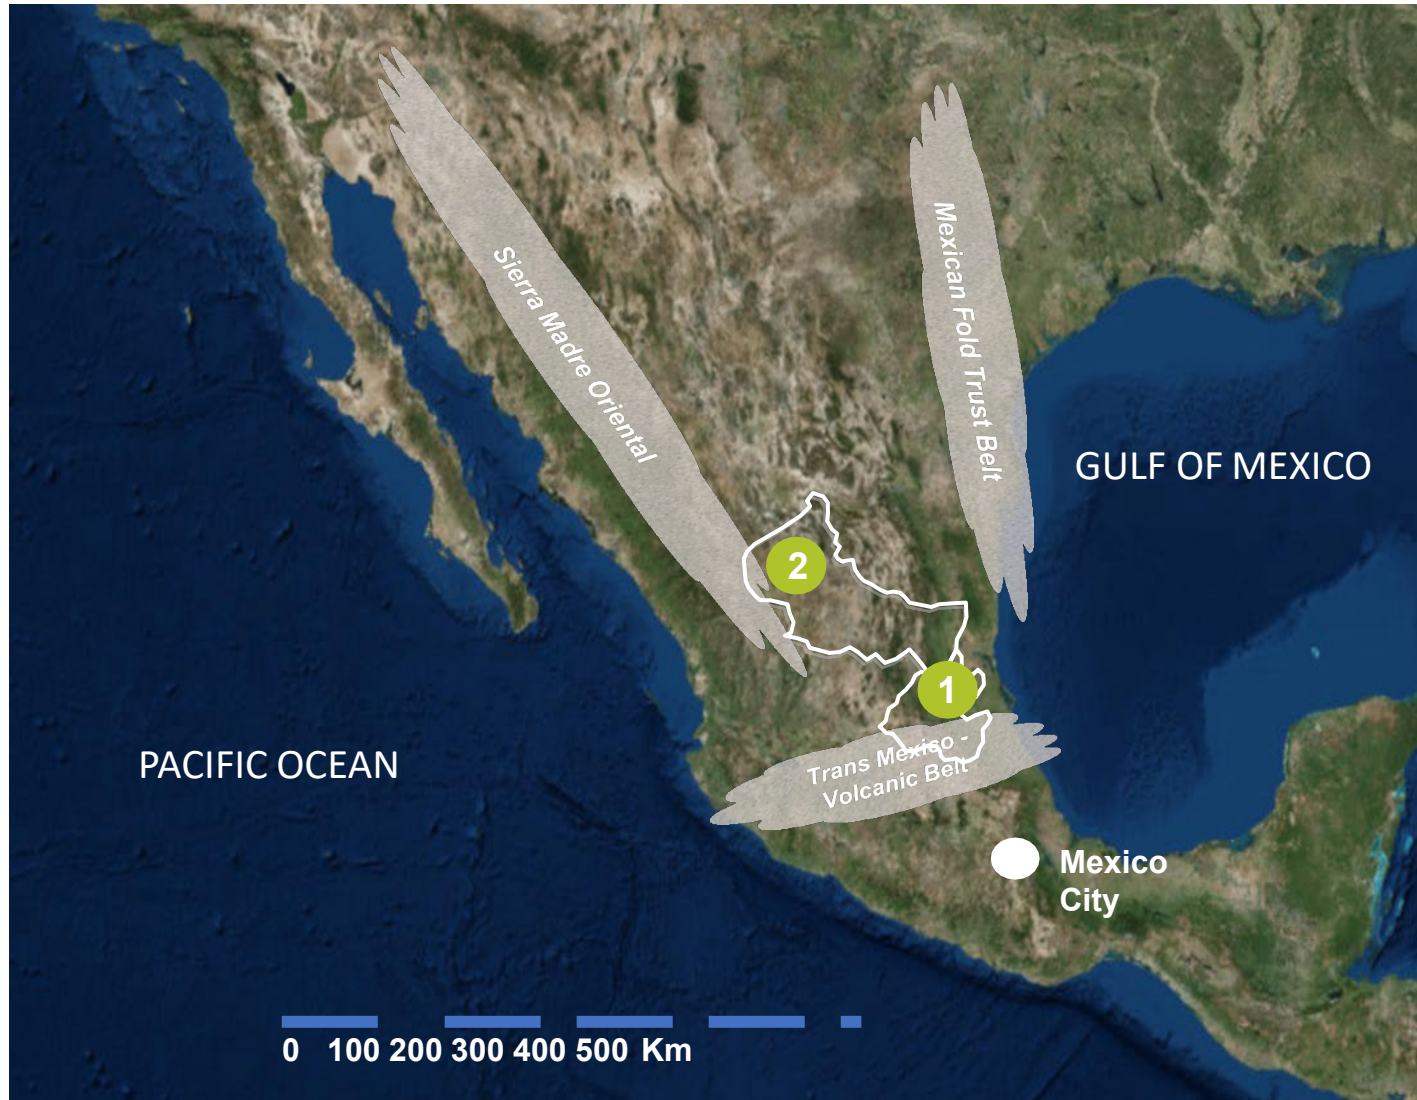 Sierra Madre Oriental
Mexican Fold Trust Belt
GULF OF MEXICO
2
1
PACIFIC OCEAN
Trans Mexico -
Volcanic Belt
Mexico
City
0 100 200 300 400 500 Km